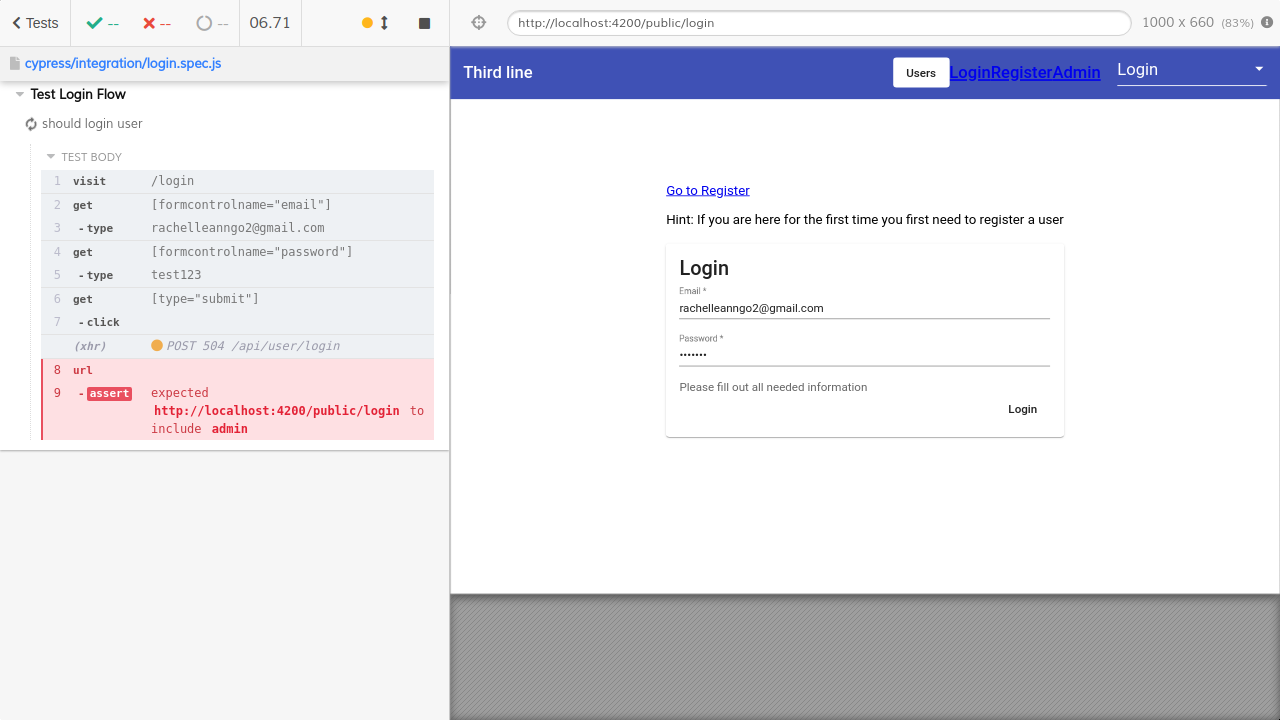 Tests
--
--
--
06.71
http://localhost:4200/public/login
1000 x 660 (83%)
cypress/integration/login.spec.js
Test Login Flow
should login user
TEST BODY
1 visit /login
2 get [formcontrolname="email"]
3 -type rachelleanngo2@gmail.com
4 get [formcontrolname="password"]
5 -type test123
6 get [type="submit"]
7 -click
(xhr) POST 504 /api/user/login
8 url
9 -assert expected
http://localhost:4200/public/login to
include admin
Third line
Users
LoginRegisterAdmin
Login
Go to Register
Hint: If you are here for the first time you first need to register a user
Login
Email *
rachelleanngo2@gmail.com
Password *
•••••••
Please fill out all needed information
Login